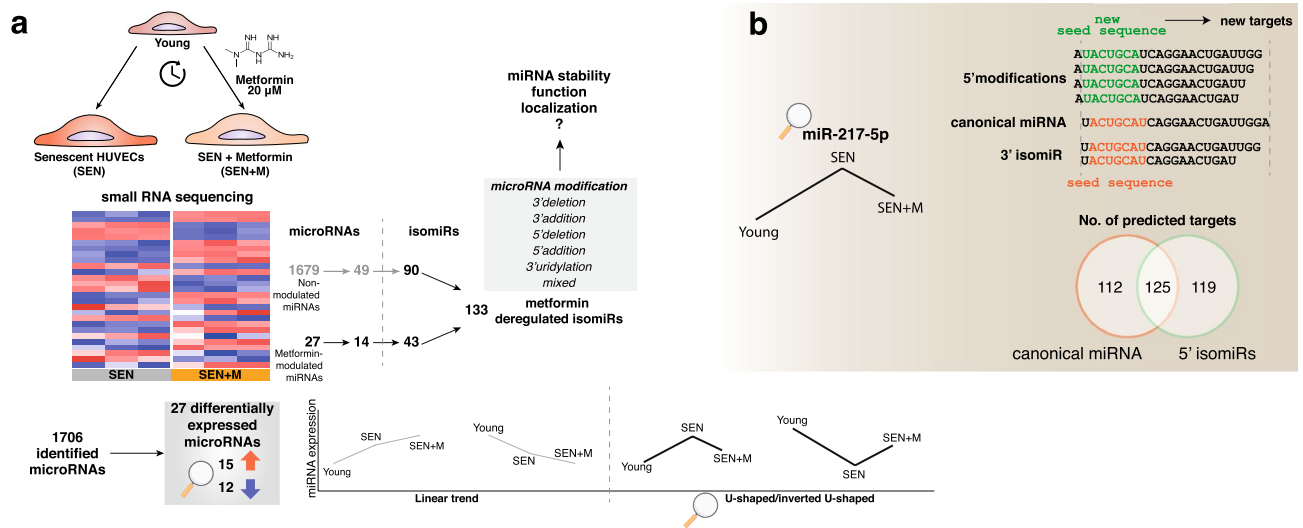 a
Young
NH
NH
N
N
H
NH2
Metformin
20 µM
Senescent HUVECs
(SEN)
SEN + Metformin
(SEN+M)
small RNA sequencing
SEN
SEN+M
microRNAs
isomiRs
1679
49
90
Non-
modulated
miRNAs
27
14
43
Metformin-
modulated
miRNAs
133
metformin
deregulated isomiRs
microRNA modification
3'deletion
3'addition
5'deletion
5'addition
3'uridylation
mixed
miRNA stability
function
localization
?
1706
identified
microRNAs
27 differentially
expressed
microRNAs
15
12
miRNA expression
Young
SEN
SEN+M
Young
SEN
SEN+M
Linear trend
Young
SEN
SEN+M
Young
SEN
SEN+M
U-shaped/inverted U-shaped
b
miR-217-5p
SEN
Young
SEN+M
new
seed sequence
new targets
5'modifications
AUACUGCAUCAGGAACUGAUUGG
AUACUGCAUCAGGAACUGAUUG
AUACUGCAUCAGGAACUGAUU
AUACUGCAUCAGGAACUGAU
canonical miRNA
UACUGCAUCAGGAACUGAUUGGA
3' isomiR
UACUGCAUCAGGAACUGAUUGG
UACUGCAUCAGGAACUGAU
seed sequence
No. of predicted targets
112
125
119
canonical miRNA
5' isomiRs